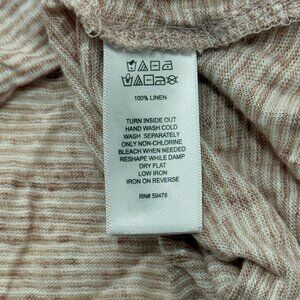 100% LINEN
TURN INSIDE OUT
HAND WASH COLD
WASH SEPARATELY
ONLY NON-CHLORINE
BLEACH WHEN NEEDED
RESHAPE WHILE DAMP
DRY FLAT
LOW IRON
IRON ON REVERSE
RN# 59478